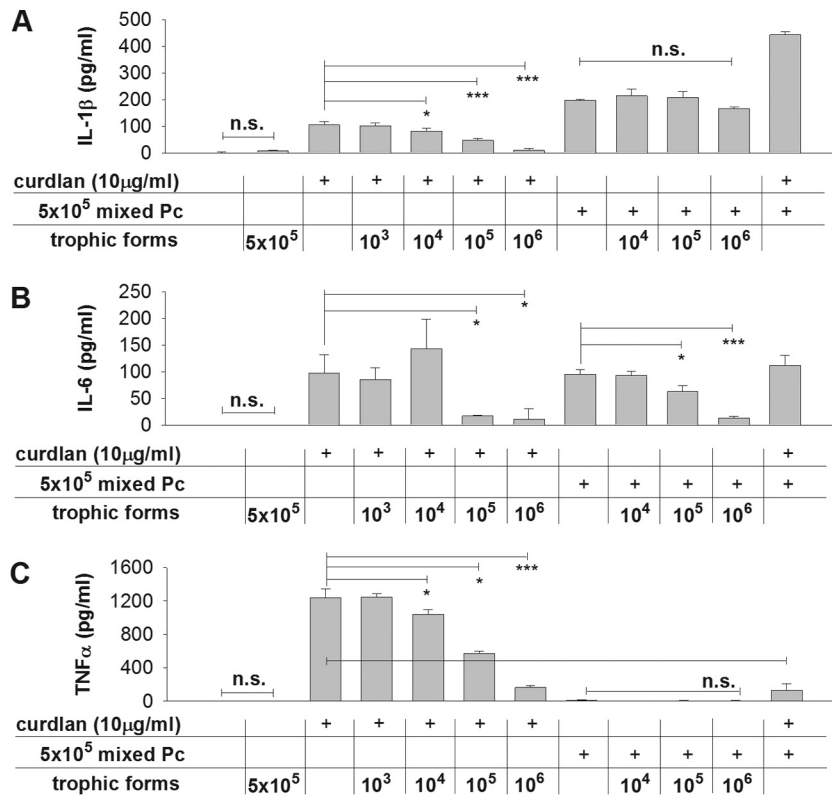 A
IL-1β (pg/ml)
500
400
300
200
100
0
n.s.
*
***
***
n.s.
curdlan (10µg/ml) + + + + + +
5x10⁵ mixed Pc + + + + +
trophic forms 5x10⁵ 10³ 10⁴ 10⁵ 10⁶ 10⁴ 10⁵ 10⁶
B
IL-6 (pg/ml)
250
200
150
100
50
0
n.s.
*
*
*
***
curdlan (10µg/ml) + + + + + +
5x10⁵ mixed Pc + + + + +
trophic forms 5x10⁵ 10³ 10⁴ 10⁵ 10⁶ 10⁴ 10⁵ 10⁶
C
TNFα (pg/ml)
1600
1200
800
400
0
n.s.
*
*
***
n.s.
curdlan (10µg/ml) + + + + + +
5x10⁵ mixed Pc + + + + +
trophic forms 5x10⁵ 10³ 10⁴ 10⁵ 10⁶ 10⁴ 10⁵ 10⁶